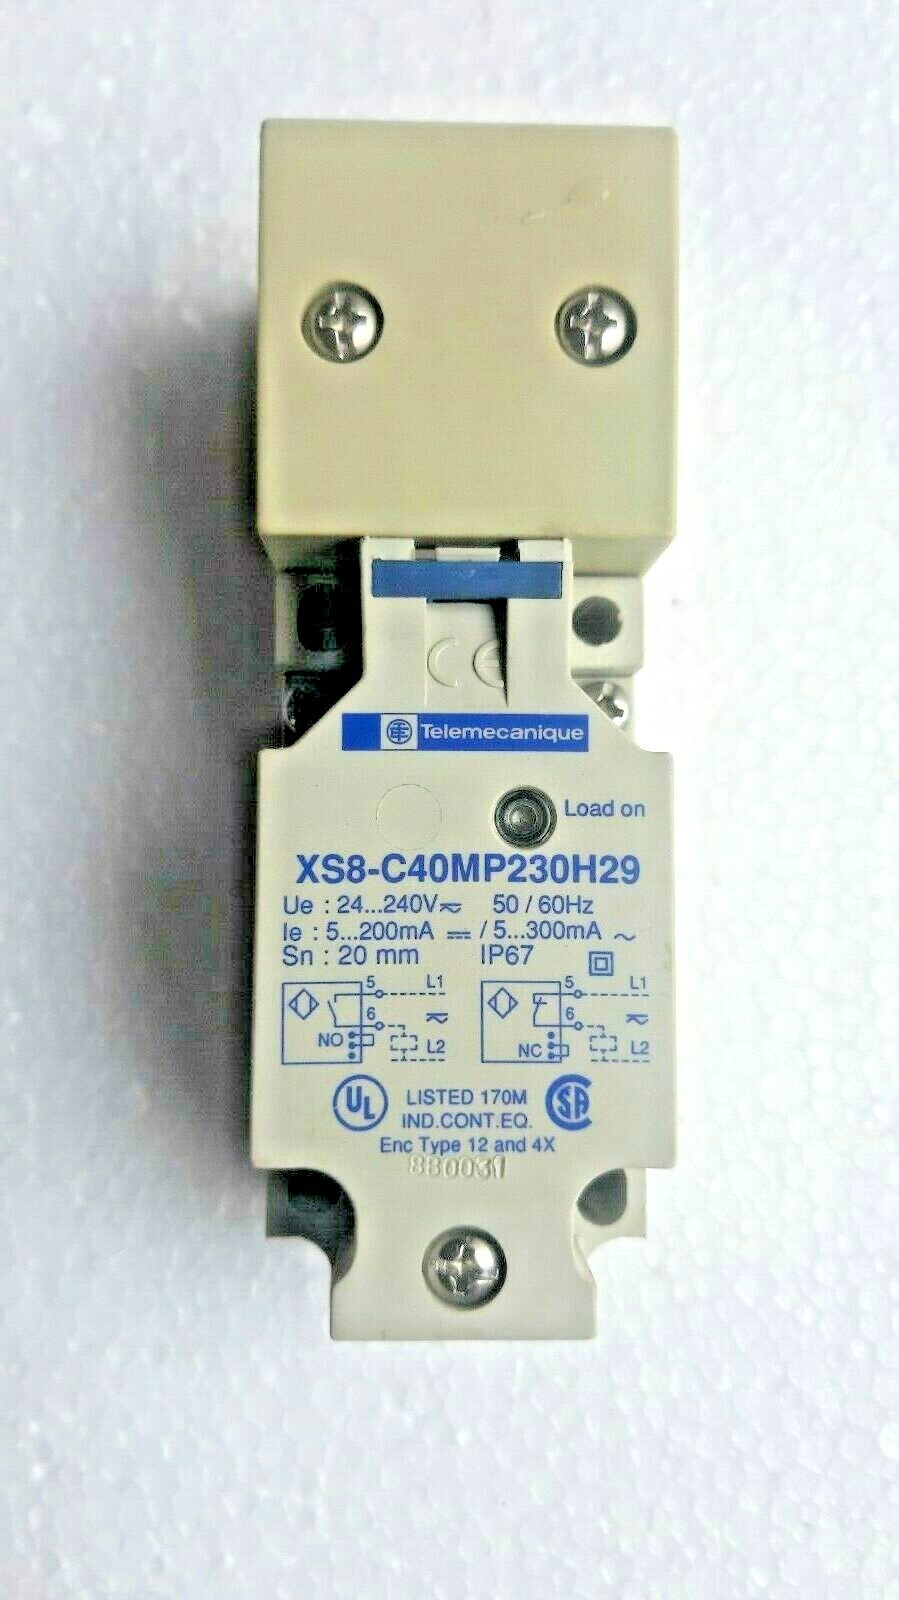 CE
Telemecanique
Load on
XS8-C40MP230H29
Ue : 24...240V⏦ 50 / 60Hz
Ie : 5...200mA ⎓ / 5...300mA ~
Sn : 20 mm IP67
5 L1 5 L1
6 6
NO L2 NC L2
UL LISTED 170M SA
IND.CONT.EQ.
Enc Type 12 and 4X